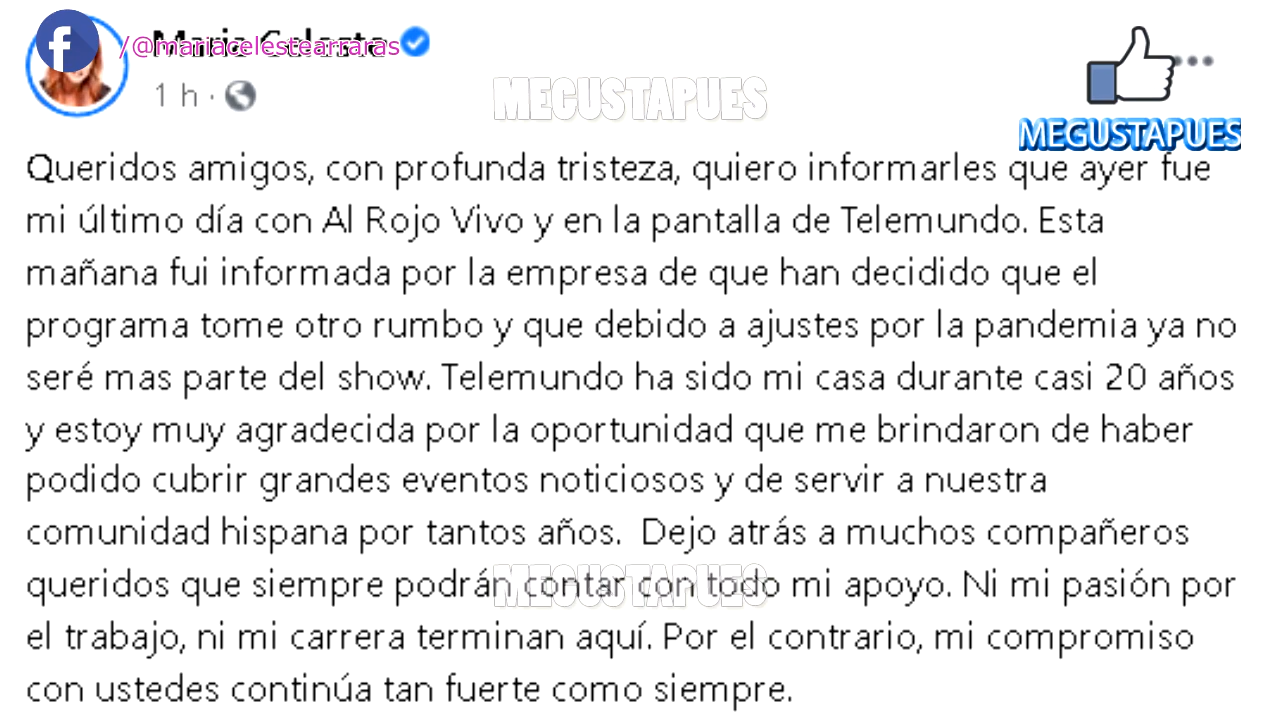 f /@mariacelestearraras
Maria Celeste
1 h ·
MEGUSTAPUES
MEGUSTAPUES
Queridos amigos, con profunda tristeza, quiero informarles que ayer fue
mi último día con Al Rojo Vivo y en la pantalla de Telemundo. Esta
mañana fui informada por la empresa de que han decidido que el
programa tome otro rumbo y que debido a ajustes por la pandemia ya no
seré mas parte del show. Telemundo ha sido mi casa durante casi 20 años
y estoy muy agradecida por la oportunidad que me brindaron de haber
podido cubrir grandes eventos noticiosos y de servir a nuestra
comunidad hispana por tantos años.  Dejo atrás a muchos compañeros
queridos que siempre podrán contar con todo mi apoyo. Ni mi pasión por
MEGUSTAPUES
el trabajo, ni mi carrera terminan aquí. Por el contrario, mi compromiso
con ustedes continúa tan fuerte como siempre.